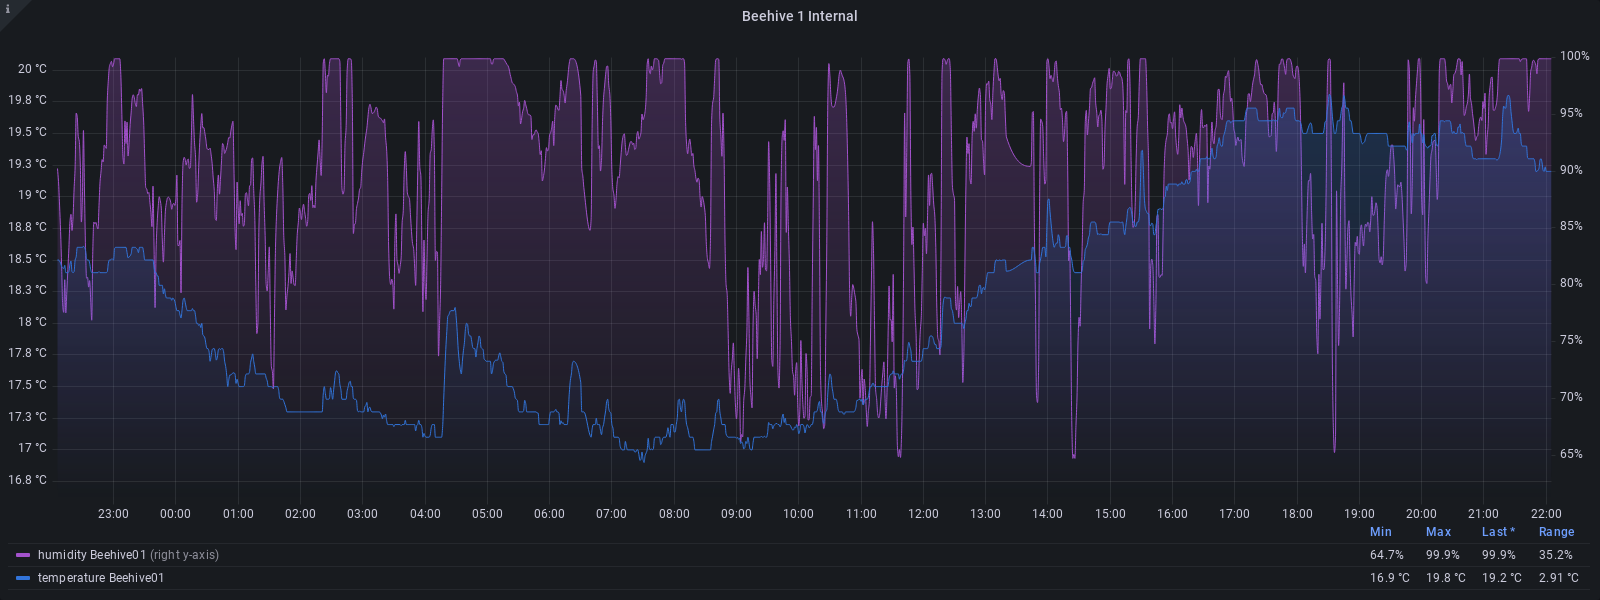 i
Beehive 1 Internal
20 °C
19.8 °C
19.5 °C
19.3 °C
19 °C
18.8 °C
18.5 °C
18.3 °C
18 °C
17.8 °C
17.5 °C
17.3 °C
17 °C
16.8 °C
100%
95%
90%
85%
80%
75%
70%
65%
23:00 00:00 01:00 02:00 03:00 04:00 05:00 06:00 07:00 08:00 09:00 10:00 11:00 12:00 13:00 14:00 15:00 16:00 17:00 18:00 19:00 20:00 21:00 22:00
Min Max Last * Range
humidity Beehive01 (right y-axis) 64.7% 99.9% 99.9% 35.2%
temperature Beehive01 16.9 °C 19.8 °C 19.2 °C 2.91 °C